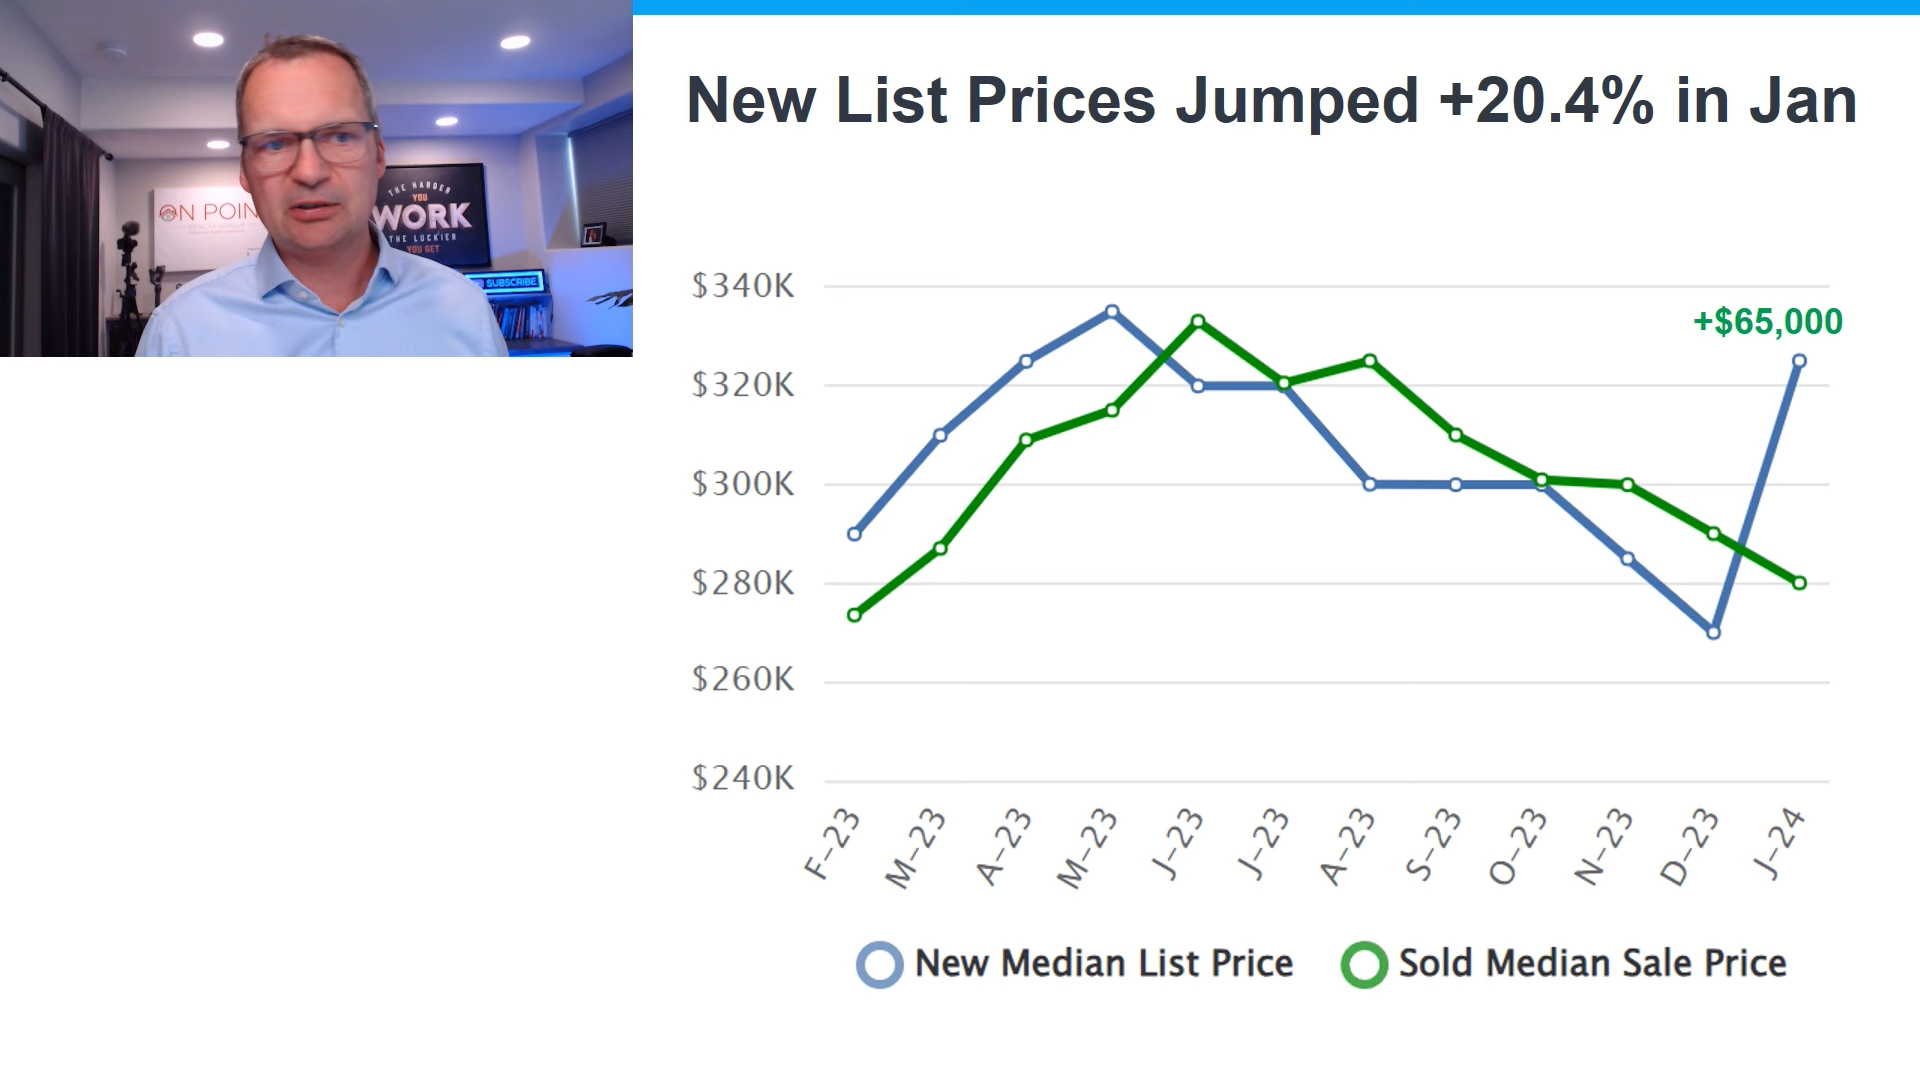 ON POIN
THE HARDER
YOU
WORK
THE LUCKIER
YOU GET
SUBSCRIBE
New List Prices Jumped +20.4% in Jan
+$65,000
$340K
$320K
$300K
$280K
$260K
$240K
F–23
M–23
A–23
M–23
J–23
J–23
A–23
S–23
O–23
N–23
D–23
J–24
New Median List Price
Sold Median Sale Price